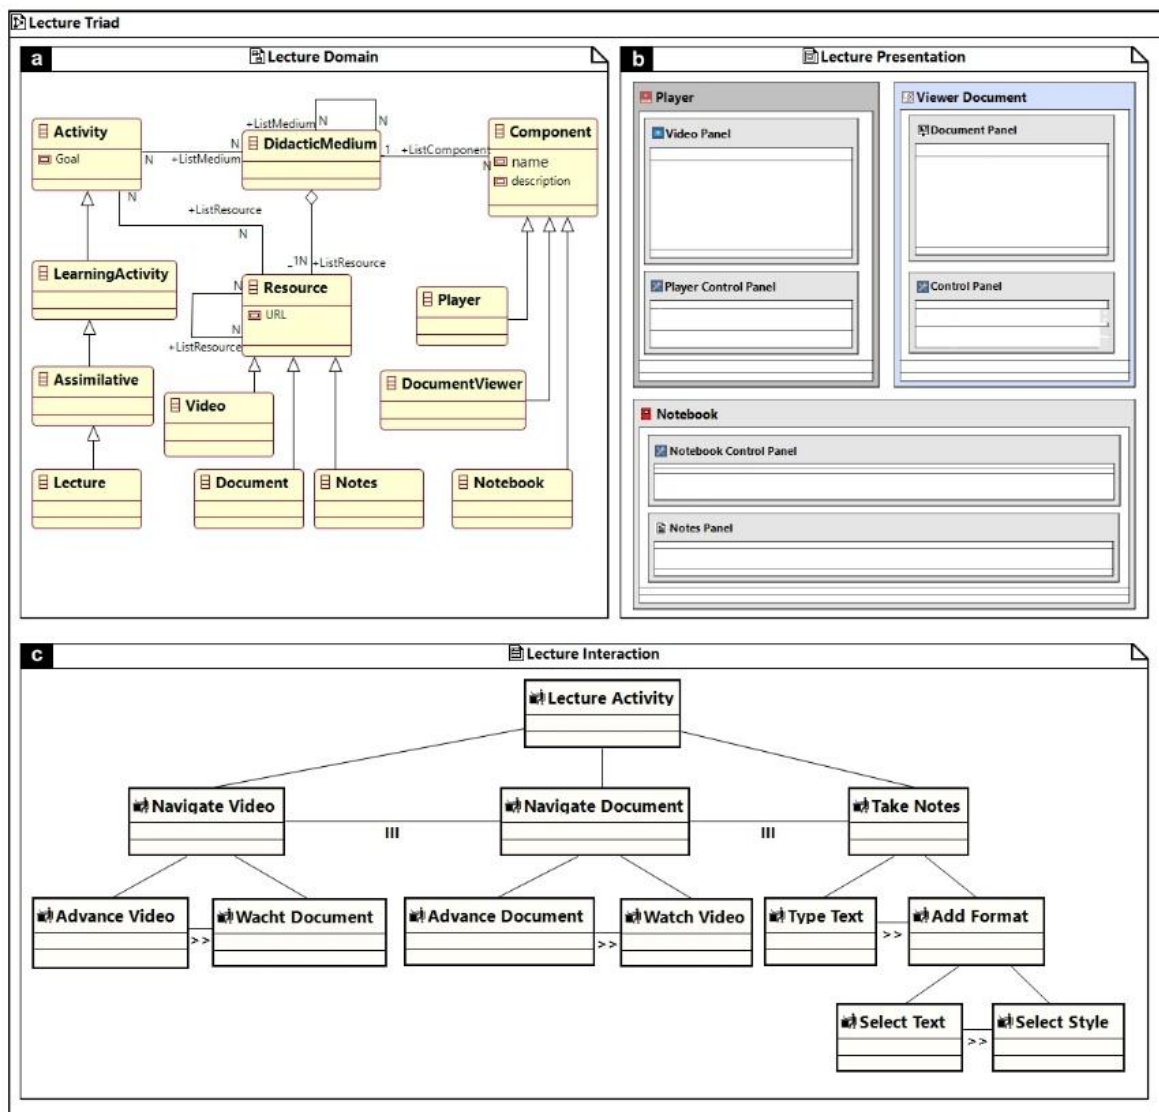 Lecture Triad
a
Lecture Domain
+ListMedium
N
N
Activity
Goal
N
N
+ListMedium
DidacticMedium
1
+ListComponent
N
Component
name
description
N
+ListResource
N
_1N
+ListResource
LearningActivity
N
Resource
URL
N
+ListResource
Player
Assimilative
Video
DocumentViewer
Lecture
Document
Notes
Notebook
b
Lecture Presentation
Player
Video Panel
Player Control Panel
Viewer Document
Document Panel
Control Panel
Notebook
Notebook Control Panel
Notes Panel
c
Lecture Interaction
Lecture Activity
Navigate Video
III
Navigate Document
III
Take Notes
Advance Video
>>
Wacht Document
Advance Document
>>
Watch Video
Type Text
>>
Add Format
Select Text
>>
Select Style